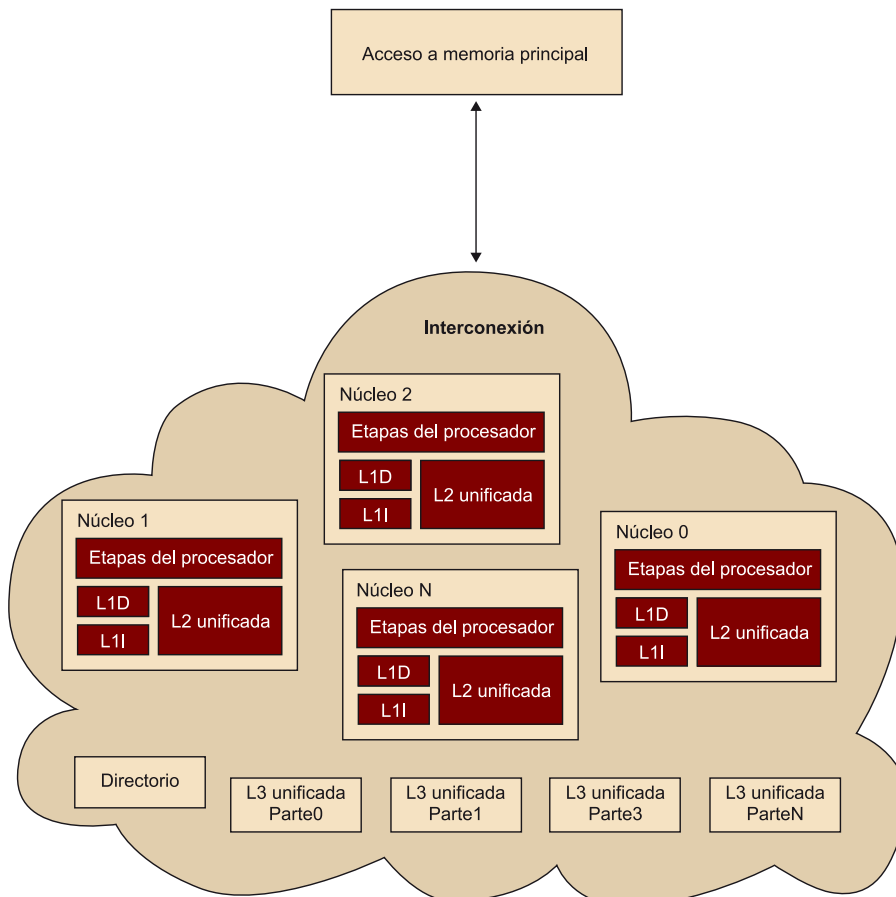 Acceso a memoria principal
Interconexión
Núcleo 2
Etapas del procesador
L1D
L2 unificada
L1I
Núcleo 1
Etapas del procesador
L1D
L2 unificada
L1I
Núcleo 0
Etapas del procesador
L1D
L2 unificada
L1I
Núcleo N
Etapas del procesador
L1D
L2 unificada
L1I
Directorio
L3 unificada
Parte0
L3 unificada
Parte1
L3 unificada
Parte3
L3 unificada
ParteN